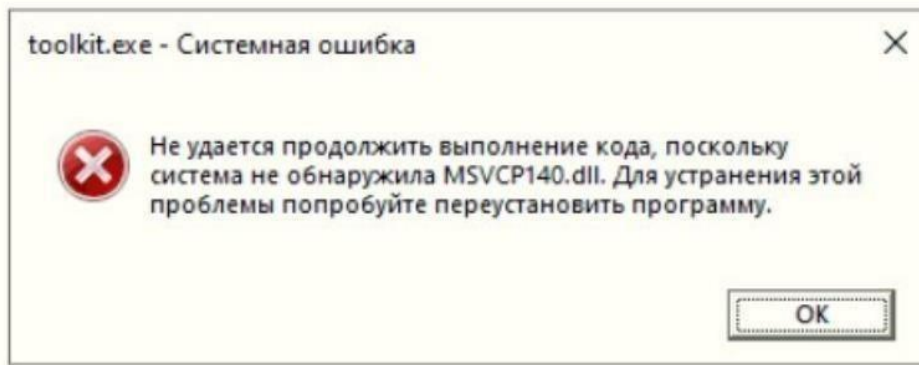 toolkit.exe - Системная ошибка
Не удается продолжить выполнение кода, поскольку
система не обнаружила MSVCP140.dll. Для устранения этой
проблемы попробуйте переустановить программу.
OK